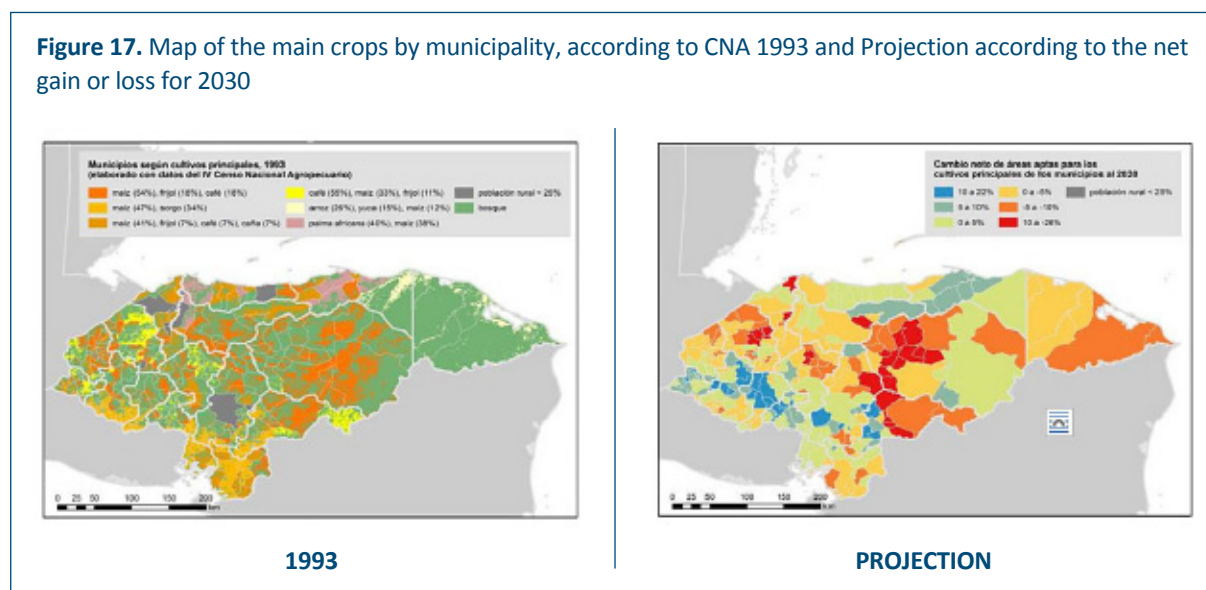 Figure 17. Map of the main crops by municipality, according to CNA 1993 and Projection according to the net
gain or loss for 2030
Municipios según cultivos principales, 1993
(elaborado con datos del IV Censo Nacional Agropecuario)
maíz (54%), frijol (18%), café (18%)
café (55%), maíz (33%), frijol (11%)
población rural < 25%
maíz (47%), sorgo (34%)
arroz (26%), yuca (15%), maíz (12%)
bosque
maíz (41%), frijol (7%), café (7%), caña (7%)
palma africana (40%), maíz (38%)
0 25 50 100 150 200
km
Cambio neto de áreas aptas para los
cultivos principales de los municipios al 2030
10 a 22%
0 a -5%
población rural < 25%
5 a 10%
-5 a -10%
0 a 5%
10 a -26%
0 25 50 100 150 200
km
1993
PROJECTION